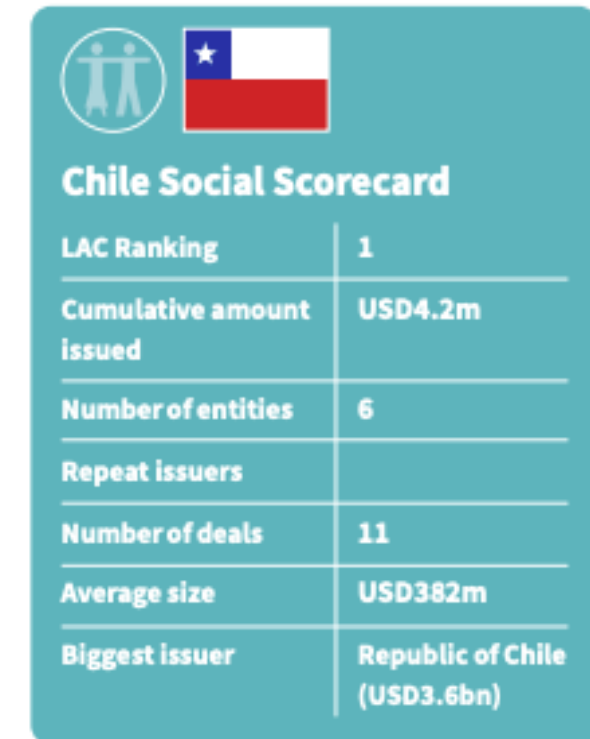 Chile Social Scorecard
LAC Ranking 1
Cumulative amount USD4.2m
issued
Number of entities 6
Repeat issuers
Number of deals 11
Average size USD382m
Biggest issuer Republic of Chile
(USD3.6bn)